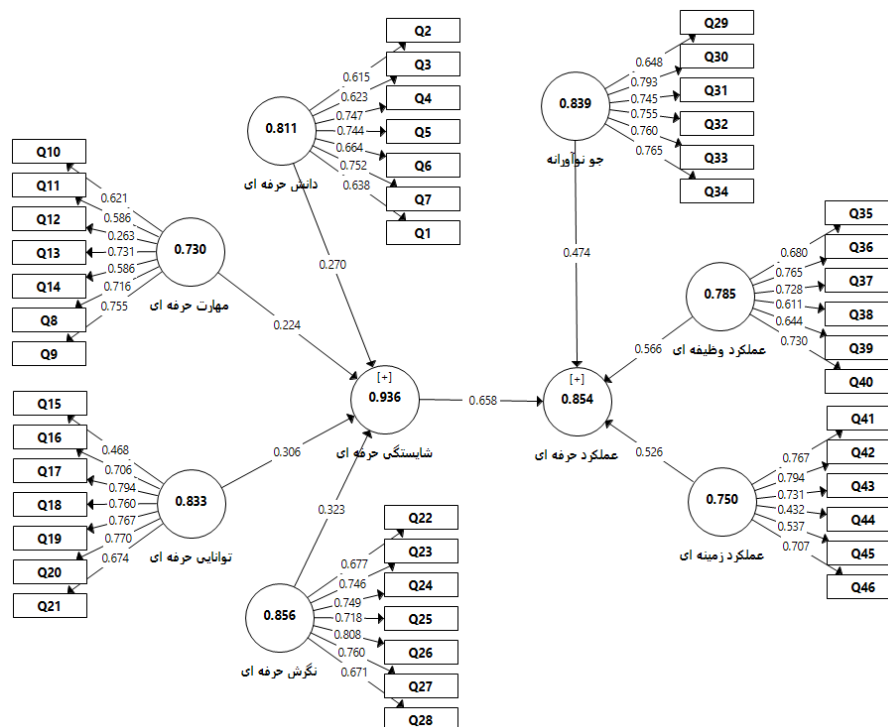 Q2
Q3
Q4
Q5
Q6
Q7
Q1
0.615
0.623
0.747
0.744
0.664
0.752
0.638
0.811
دانش حرفه ای
Q29
Q30
Q31
Q32
Q33
Q34
0.648
0.793
0.745
0.755
0.760
0.765
0.839
جو نوآورانه
Q10
Q11
Q12
Q13
Q14
Q8
Q9
0.621
0.586
0.263
0.731
0.586
0.716
0.755
0.730
مهارت حرفه ای
0.270
0.224
0.474
Q35
Q36
Q37
Q38
Q39
Q40
0.680
0.765
0.728
0.611
0.644
0.730
0.785
عملکرد وظیفه ای
0.566
[+]
0.936
شایستگی حرفه ای
0.658
[+]
0.854
عملکرد حرفه ای
Q15
Q16
Q17
Q18
Q19
Q20
Q21
0.468
0.706
0.794
0.760
0.767
0.770
0.674
0.833
توانایی حرفه ای
0.306
0.323
0.526
Q41
Q42
Q43
Q44
Q45
Q46
0.767
0.794
0.731
0.432
0.537
0.707
0.750
عملکرد زمینه ای
Q22
Q23
Q24
Q25
Q26
Q27
Q28
0.677
0.746
0.749
0.718
0.808
0.760
0.671
0.856
نگرش حرفه ای